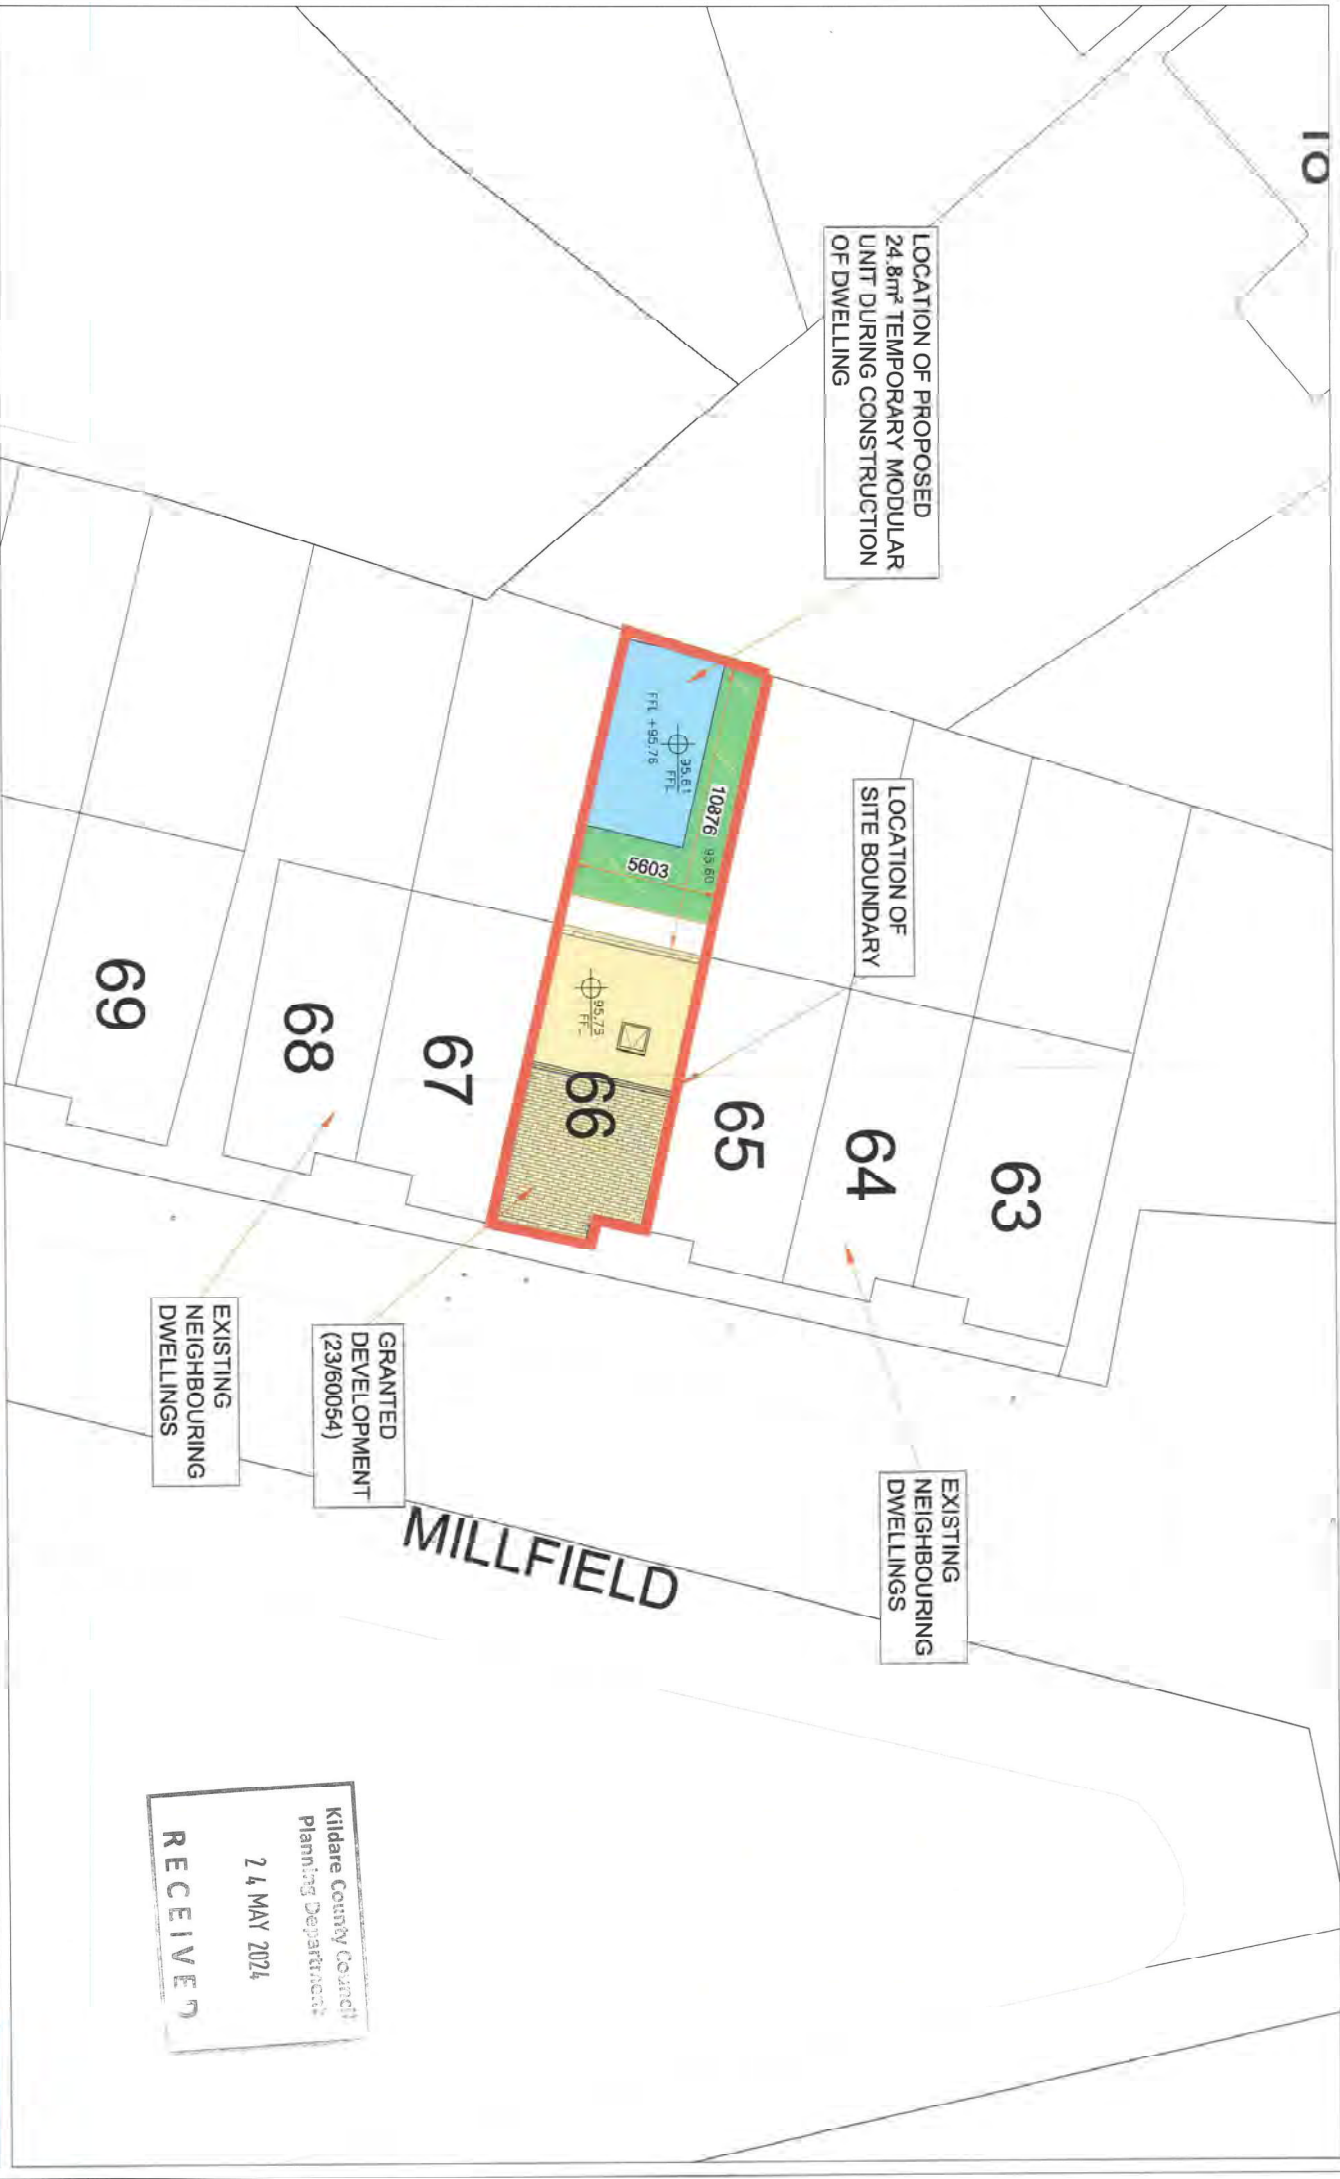 TO
LOCATION OF PROPOSED
24.8m² TEMPORARY MODULAR
UNIT DURING CONSTRUCTION
OF DWELLING
LOCATION OF
SITE BOUNDARY
EXISTING
NEIGHBOURING
DWELLINGS
63
64
65
66
67
68
69
10876
95.60
5603
95.61
FFL
FFL +95.76
95.75
GRANTED
DEVELOPMENT
(23/60054)
EXISTING
NEIGHBOURING
DWELLINGS
MILLFIELD
Kildare County Council
Planning Department
24 MAY 2024
RECEIVED